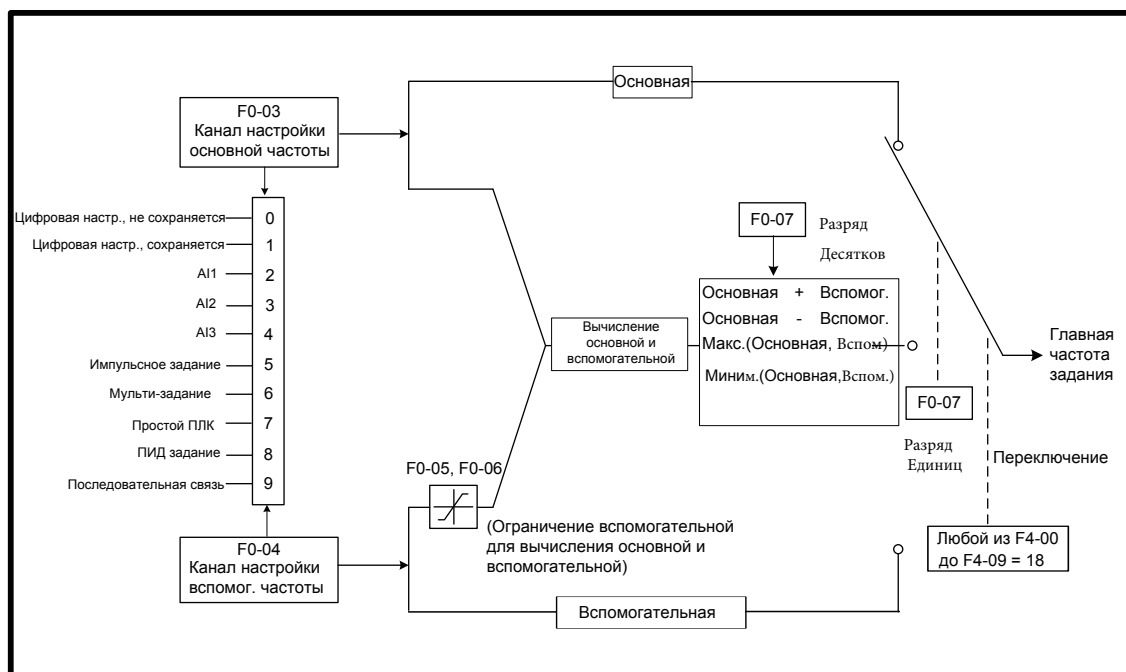 Основная
F0-03
Канал настройки
основной частоты
Цифровая настр., не сохраняется
0
Цифровая настр., сохраняется
1
AI1
2
AI2
3
AI3
4
Импульсное задание
5
Мульти-задание
6
Простой ПЛК
7
ПИД задание
8
Последовательная связь
9
F0-04
Канал настройки
вспомог. частоты
F0-05, F0-06
(Ограничение вспомогательной
для вычисления основной и
вспомогательной)
Вспомогательная
Вычисление
основной и
вспомогательной
F0-07
Разряд
Десятков
Основная + Вспомог.
Основная - Вспомог.
Макс.(Основная, Вспом)
Миним.(Основная,Вспом.)
F0-07
Разряд
Единиц
Главная
частота
задания
Переключение
Любой из F4-00
до F4-09 = 18